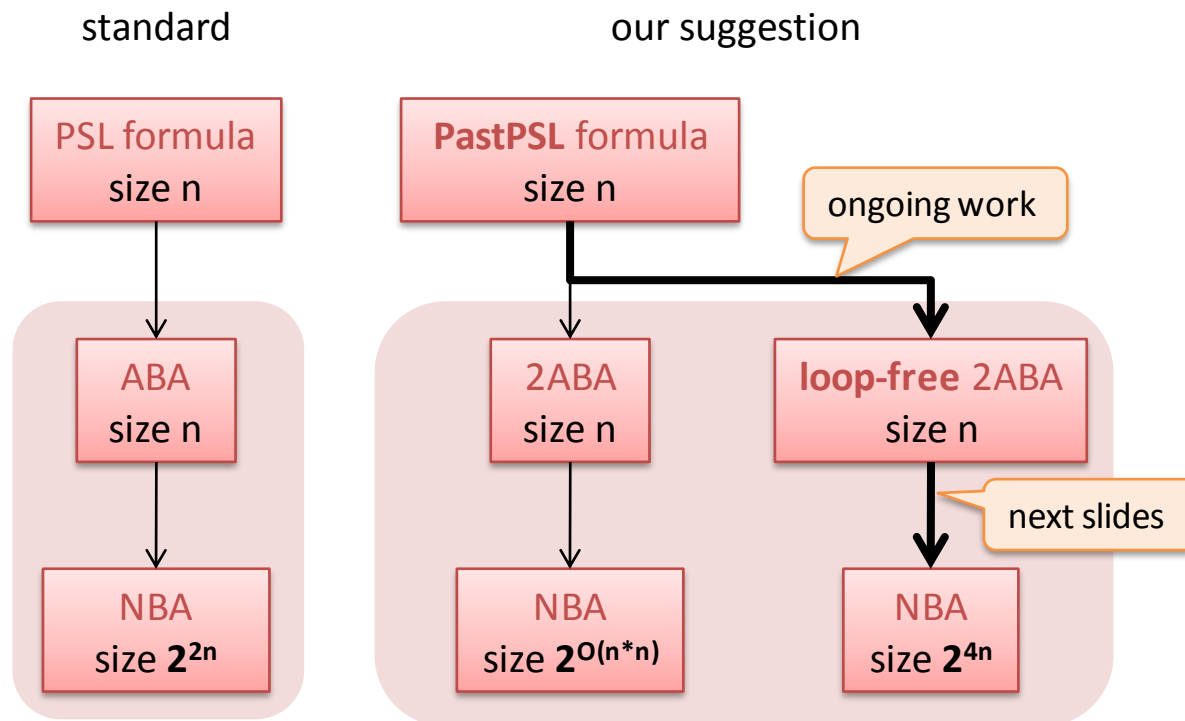 standard
our suggestion
PSL formula
size n
PastPSL formula
size n
ongoing work
ABA
size n
2ABA
size n
loop-free 2ABA
size n
next slides
NBA
size 2^2n
NBA
size 2^O(n*n)
NBA
size 2^4n